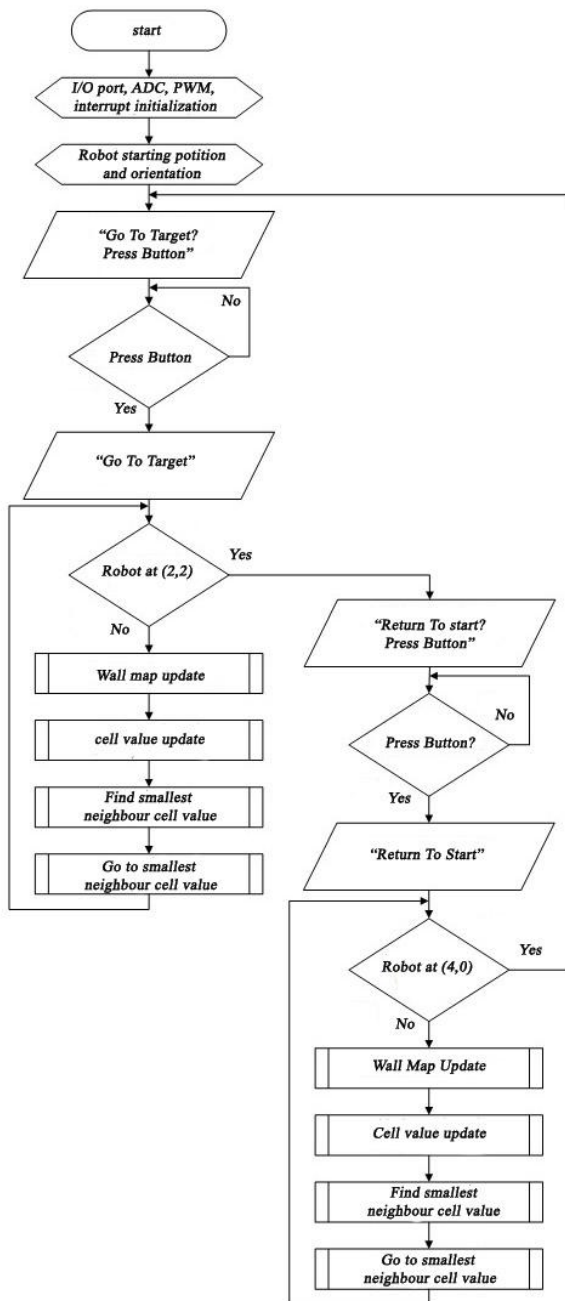 start
I/O port, ADC, PWM,
interrupt initialization
Robot starting potition
and orientation
"Go To Target?
Press Button"
No
Press Button
Yes
"Go To Target"
Robot at (2,2)
Yes
No
Wall map update
cell value update
Find smallest
neighbour cell value
Go to smallest
neighbour cell value
"Return To start?
Press Button"
No
Press Button?
Yes
"Return To Start"
Robot at (4,0)
Yes
No
Wall Map Update
Cell value update
Find smallest
neighbour cell value
Go to smallest
neighbour cell value